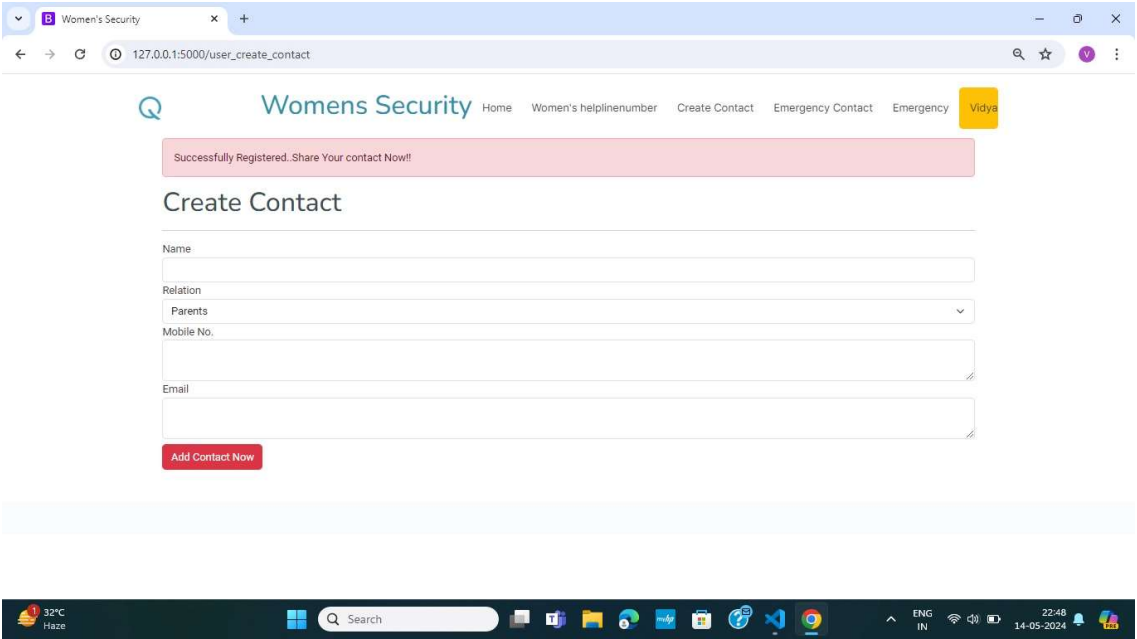 B Women's Security
127.0.0.1:5000/user_create_contact
V
Womens Security Home Women's helplinenumber Create Contact Emergency Contact Emergency Vidya
Successfully Registered..Share Your contact Now!!
Create Contact
Name
Relation
Parents
Mobile No.
Email
Add Contact Now
1 32°C
Haze
Search
ENG
IN
22:48
14-05-2024
PRE